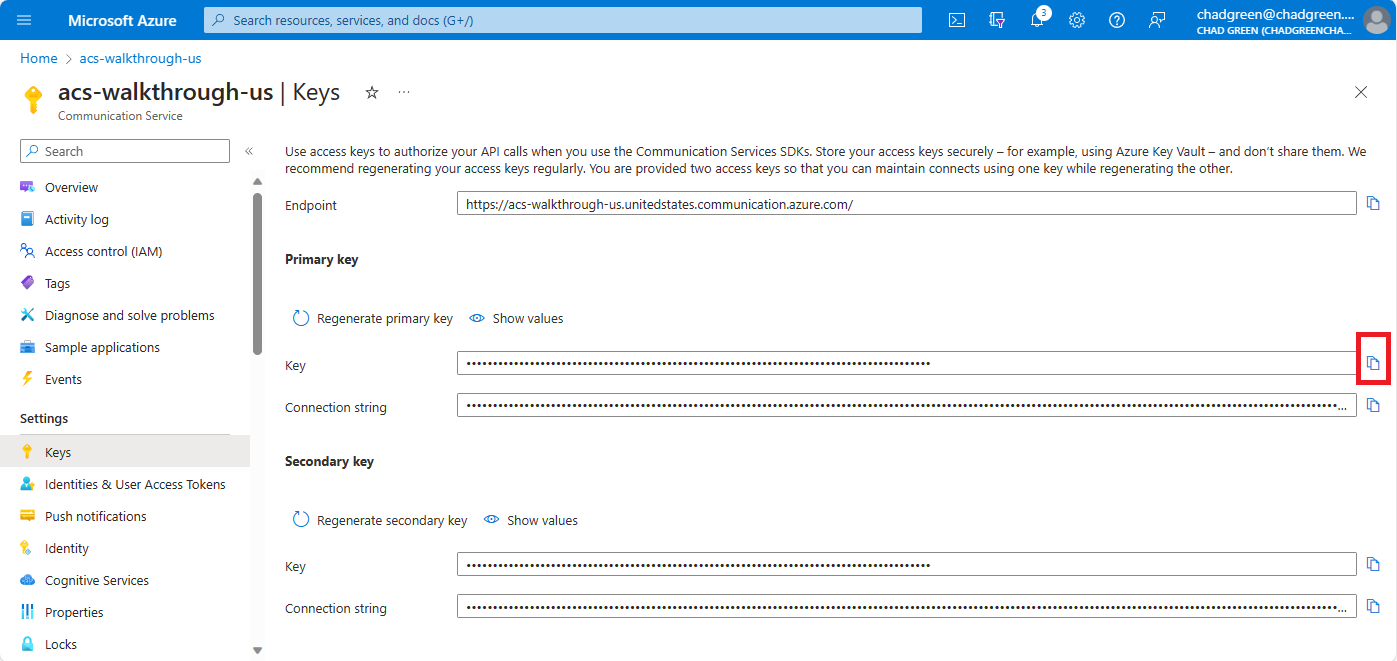 Microsoft Azure
Search resources, services, and docs (G+/)
3
chadgreen@chadgreen....
CHAD GREEN (CHADGREENCHA...
Home > acs-walkthrough-us
acs-walkthrough-us | Keys
...
Communication Service
Search
«
Overview
Activity log
Access control (IAM)
Tags
Diagnose and solve problems
Sample applications
Events
Settings
Keys
Identities & User Access Tokens
Push notifications
Identity
Cognitive Services
Properties
Locks
Use access keys to authorize your API calls when you use the Communication Services SDKs. Store your access keys securely – for example, using Azure Key Vault – and don't share them. We
recommend regenerating your access keys regularly. You are provided two access keys so that you can maintain connects using one key while regenerating the other.
Endpoint
https://acs-walkthrough-us.unitedstates.communication.azure.com/
Primary key
Regenerate primary key
Show values
Key
Connection string
Secondary key
Regenerate secondary key
Show values
Key
Connection string